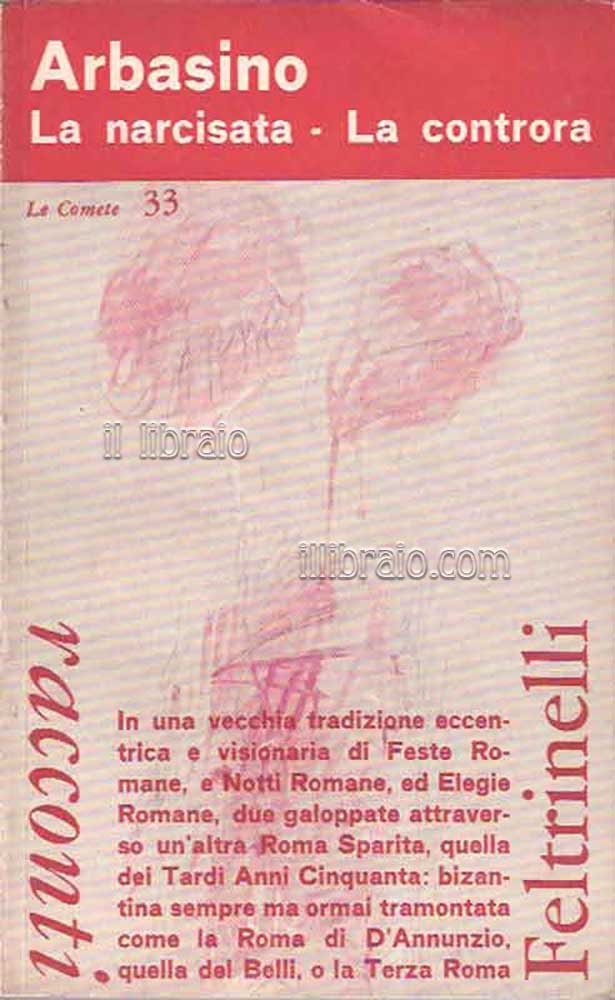 Arbasino
La narcisata - La controra
Le Comete 33
il libraio
illibraio.com
racconti
In una vecchia tradizione eccen-
trica e visionaria di Feste Ro-
mane, e Notti Romane, ed Elegie
Romane, due galoppate attraver-
so un'altra Roma Sparita, quella
dei Tardi Anni Cinquanta: bizan-
tina sempre ma ormai tramontata
come la Roma di D'Annunzio,
quella del Belli, o la Terza Roma
Feltrinelli